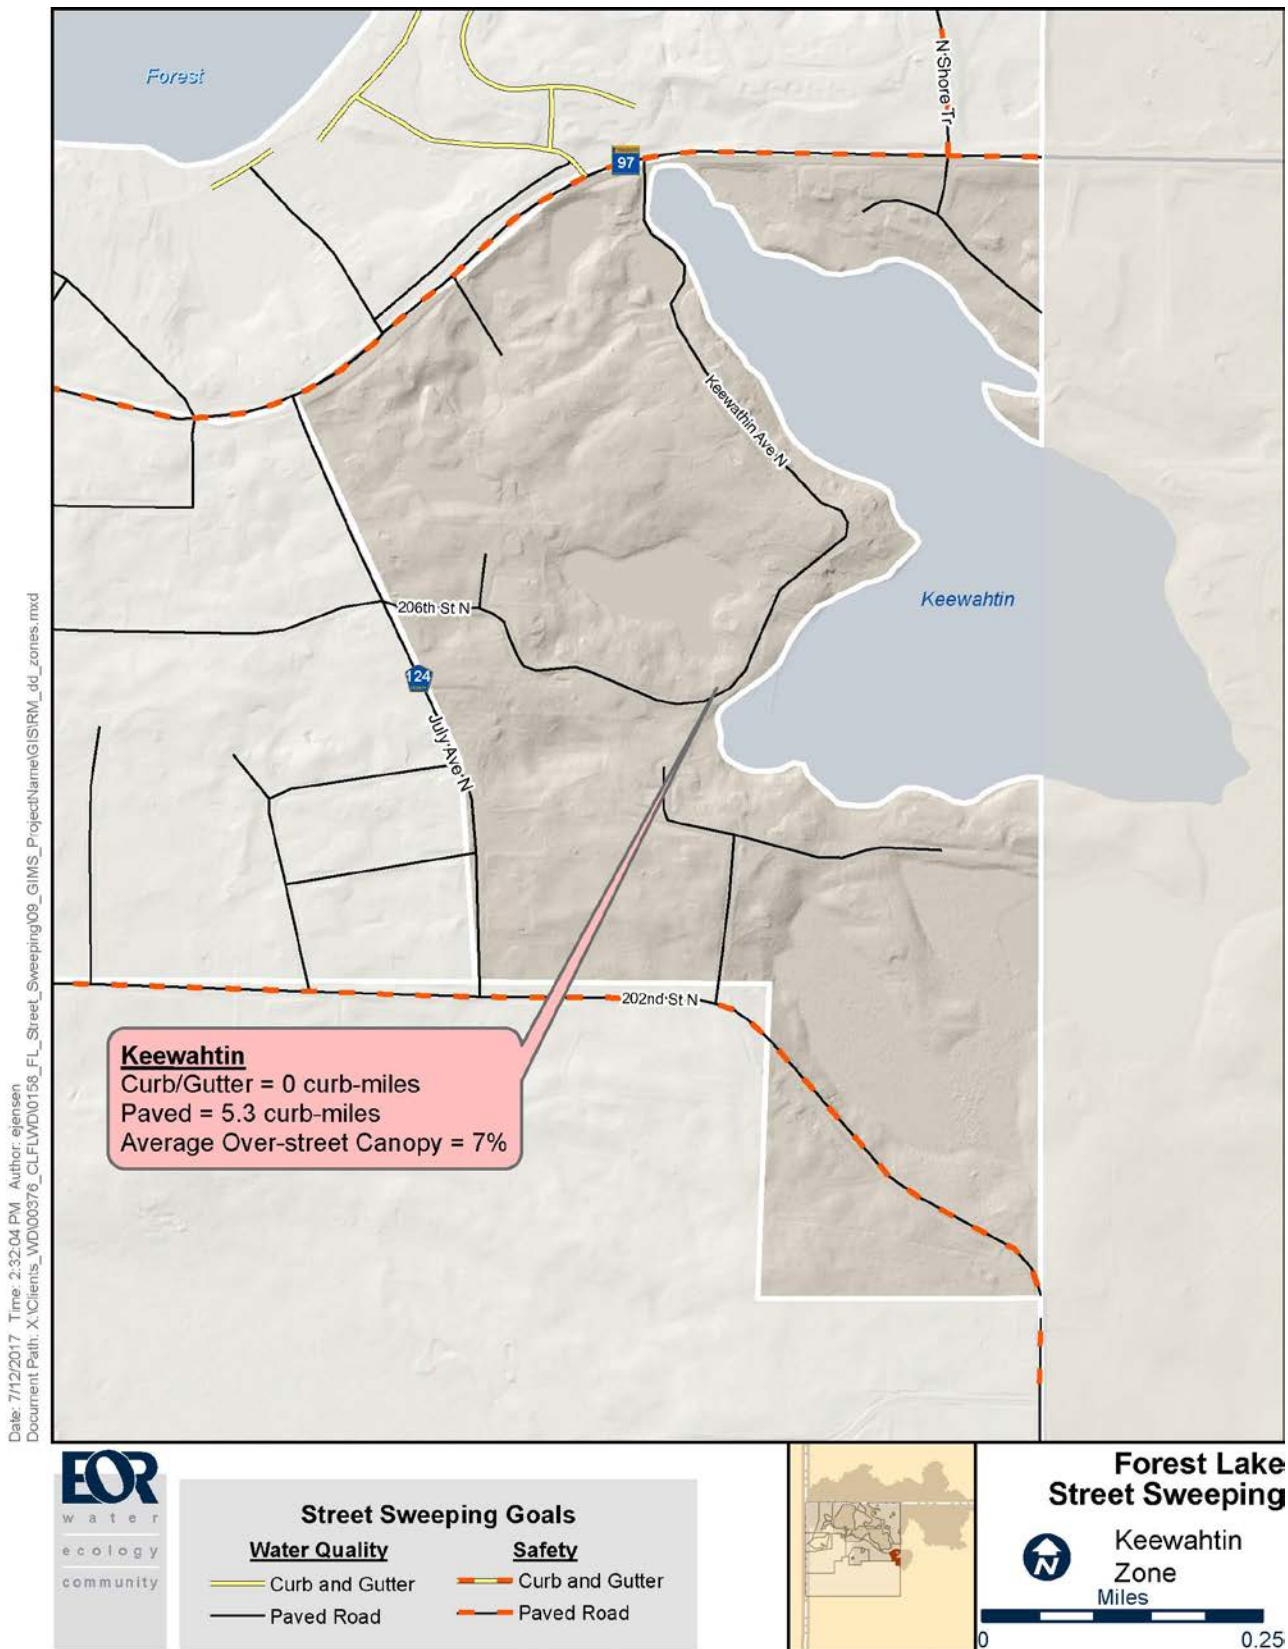 Forest
N Shore Tr
97
Keewathin Ave N
Keewahtin
206th St N
124
July Ave N
202nd St N
Keewahtin
Curb/Gutter = 0 curb-miles
Paved = 5.3 curb-miles
Average Over-street Canopy = 7%
Date: 7/12/2017 Time: 2:32:04 PM Author: ejensen
Document Path: X:\Clients_WD\00376_CLFLWD\0158_FL_Street_Sweeping\09_GIMS_ProjectName\GIS\RM_dd_zones.mxd
EOR
water
ecology
community
Street Sweeping Goals
Water Quality Safety
Curb and Gutter Curb and Gutter
Paved Road Paved Road
Forest Lake
Street Sweeping
N
Keewahtin
Zone
Miles
0 0.25